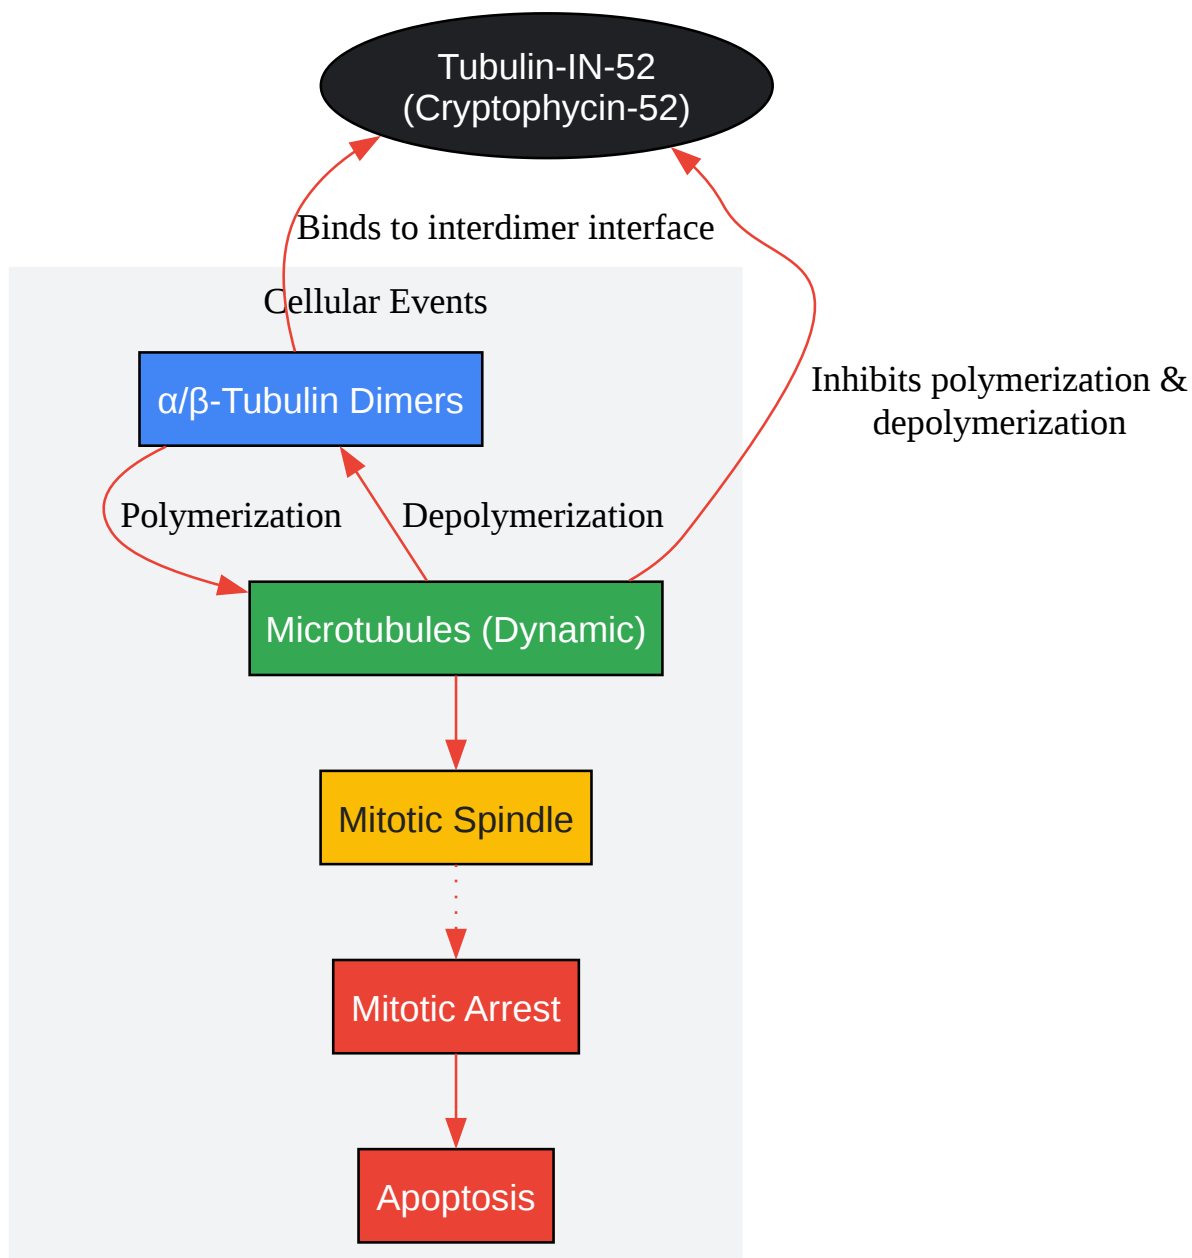 Tubulin-IN-52
(Cryptophycin-52)
Binds to interdimer interface
Cellular Events
α/β-Tubulin Dimers
Inhibits polymerization &
depolymerization
Polymerization
Depolymerization
Microtubules (Dynamic)
Mitotic Spindle
Mitotic Arrest
Apoptosis